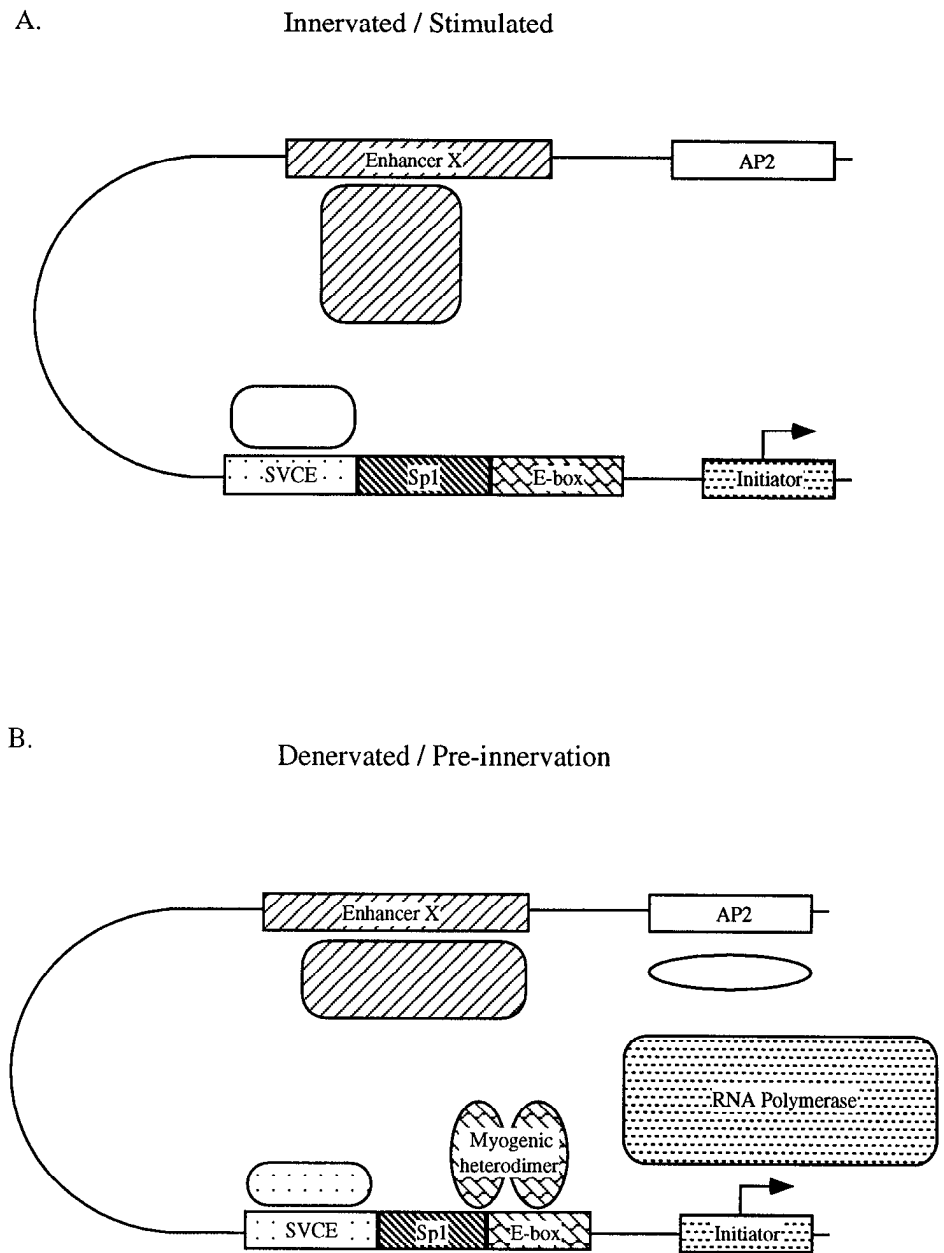 A.
Innervated / Stimulated
Enhancer X
AP2
SVCE
Sp1
E-box
Initiator
B.
Denervated / Pre-innervation
Enhancer X
AP2
RNA Polymerase
Myogenic
heterodimer
SVCE
Sp1
E-box
Initiator